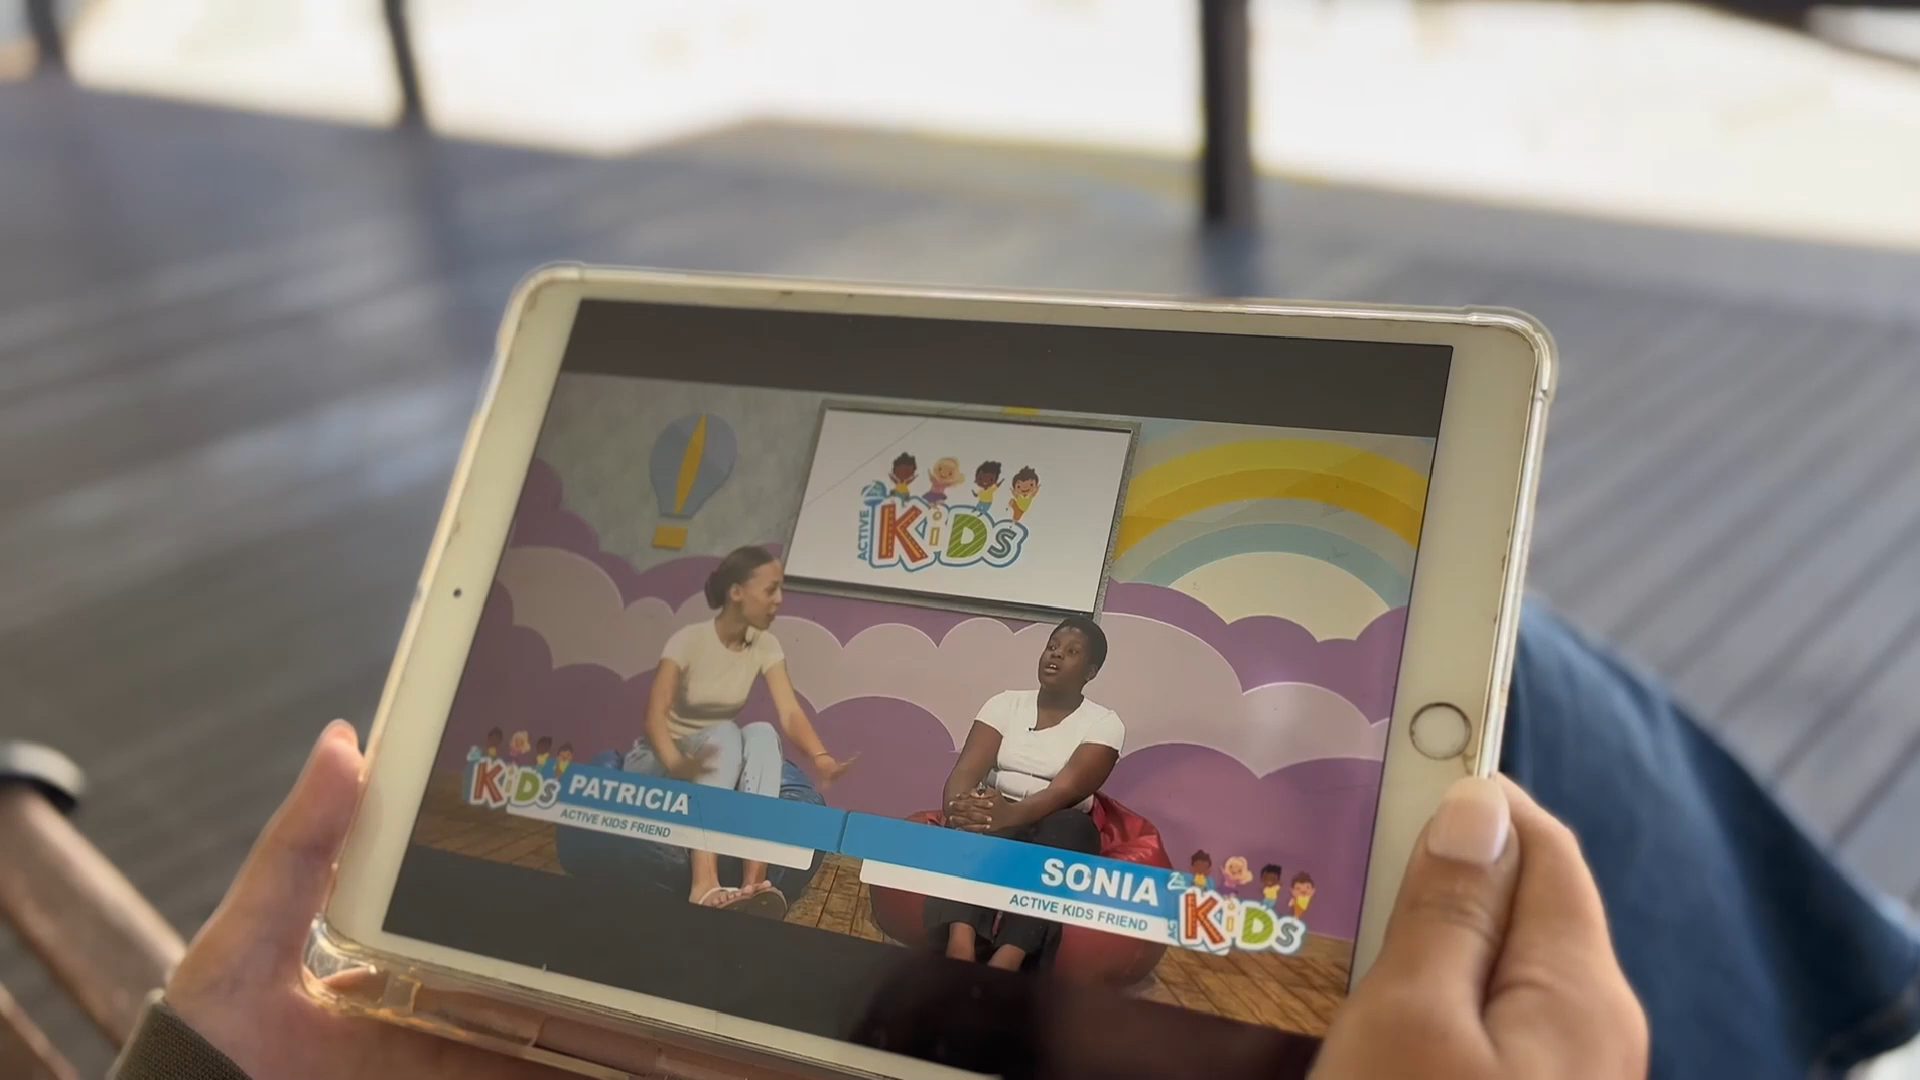 ACTIVE
KiDS
KiDS
PATRICIA
ACTIVE KIDS FRIEND
SONIA
ACTIVE KIDS FRIEND
KiDS